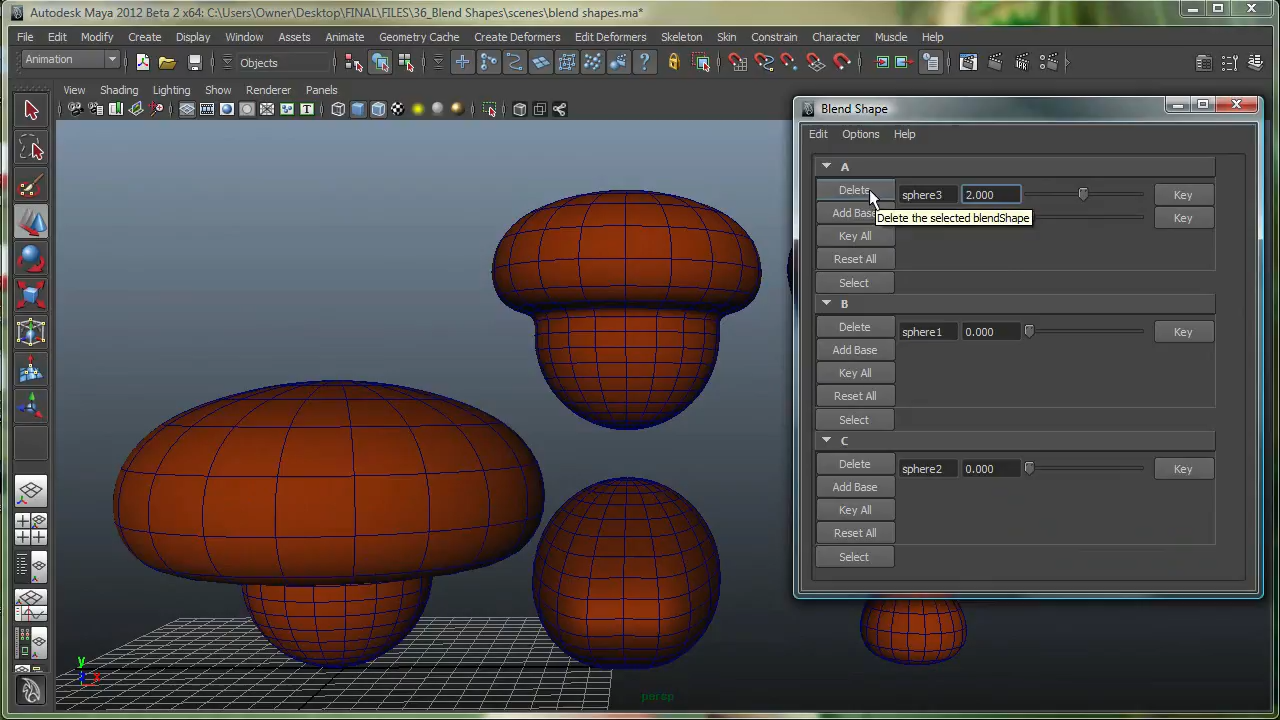 Autodesk Maya 2012 Beta 2 x64: C:\Users\Owner\Desktop\FINAL\FILES\36_Blend Shapes\scenes\blend shapes.ma*
File Edit Modify Create Display Window Assets Animate Geometry Cache Create Deformers Edit Deformers Skeleton Skin Constrain Character Muscle Help
Animation Objects
View Shading Lighting Show Renderer Panels
Blend Shape
Edit Options Help
A
Delete sphere3 2.000 Key
Delete the selected blendShape
Add Base Key
Key All
Reset All
Select
B
Delete sphere1 0.000 Key
Add Base
Key All
Reset All
Select
C
Delete sphere2 0.000 Key
Add Base
Key All
Reset All
Select
y
persp